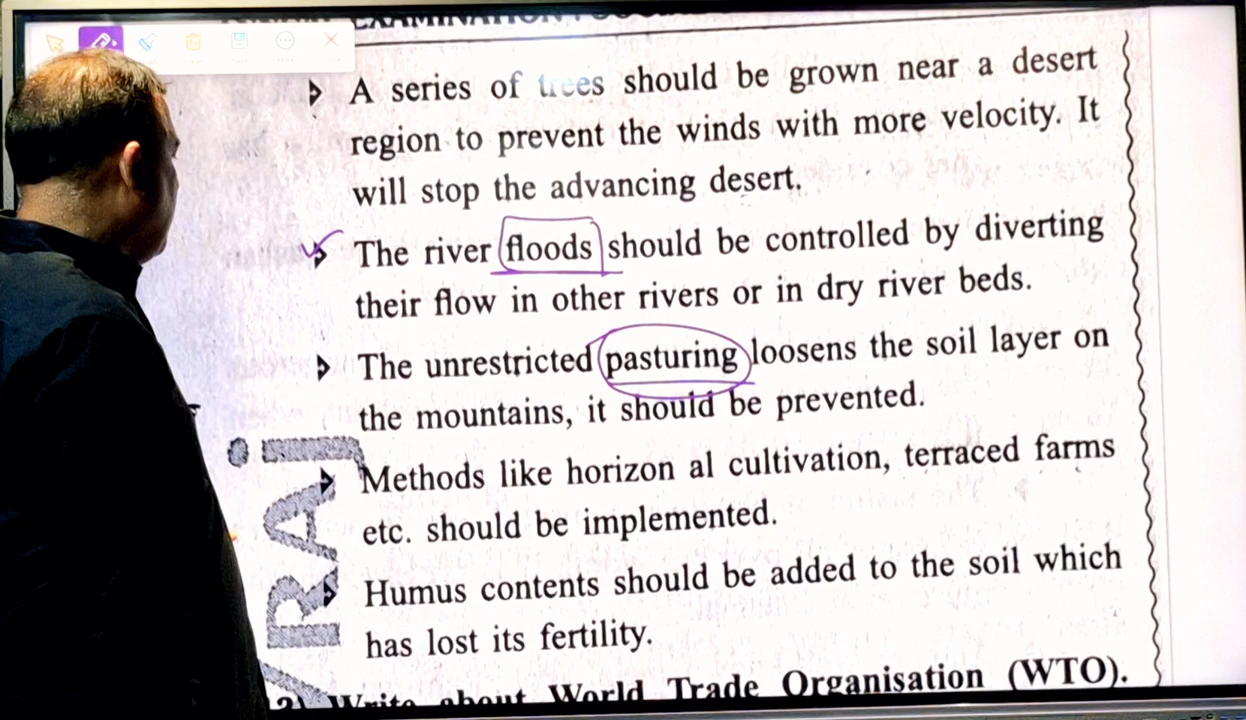 EXAMINATION
A series of trees should be grown near a desert
region to prevent the winds with more velocity. It
will stop the advancing desert.
The river floods should be controlled by diverting
their flow in other rivers or in dry river beds.
The unrestricted pasturing loosens the soil layer on
the mountains, it should be prevented.
Methods like horizon al cultivation, terraced farms
etc. should be implemented.
Humus contents should be added to the soil which
has lost its fertility.
Write about World Trade Organisation (WTO).
RAj